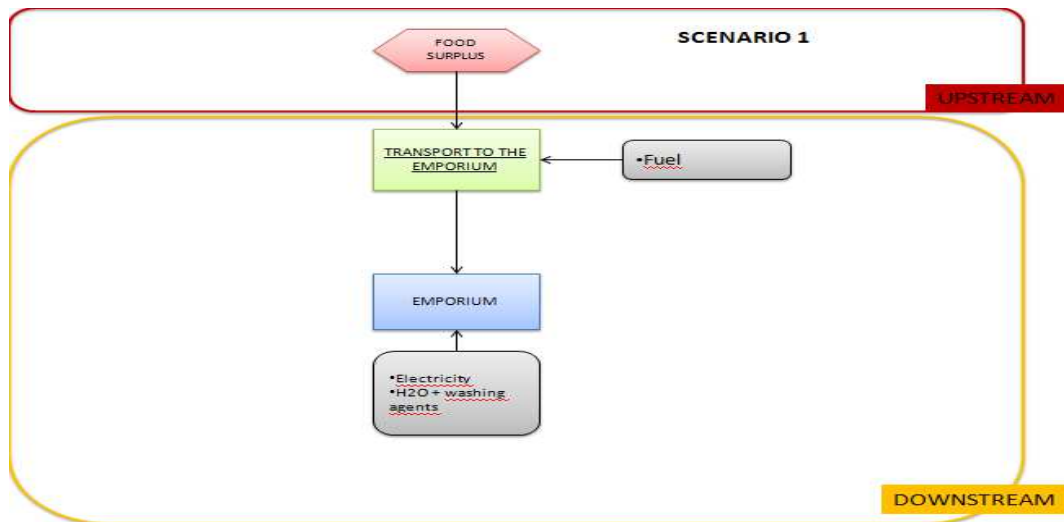 FOOD
SURPLUS
SCENARIO 1
UPSTREAM
TRANSPORT TO THE
EMPORIUM
•Fuel
EMPORIUM
•Electricity
•H2O + washing
agents
DOWNSTREAM